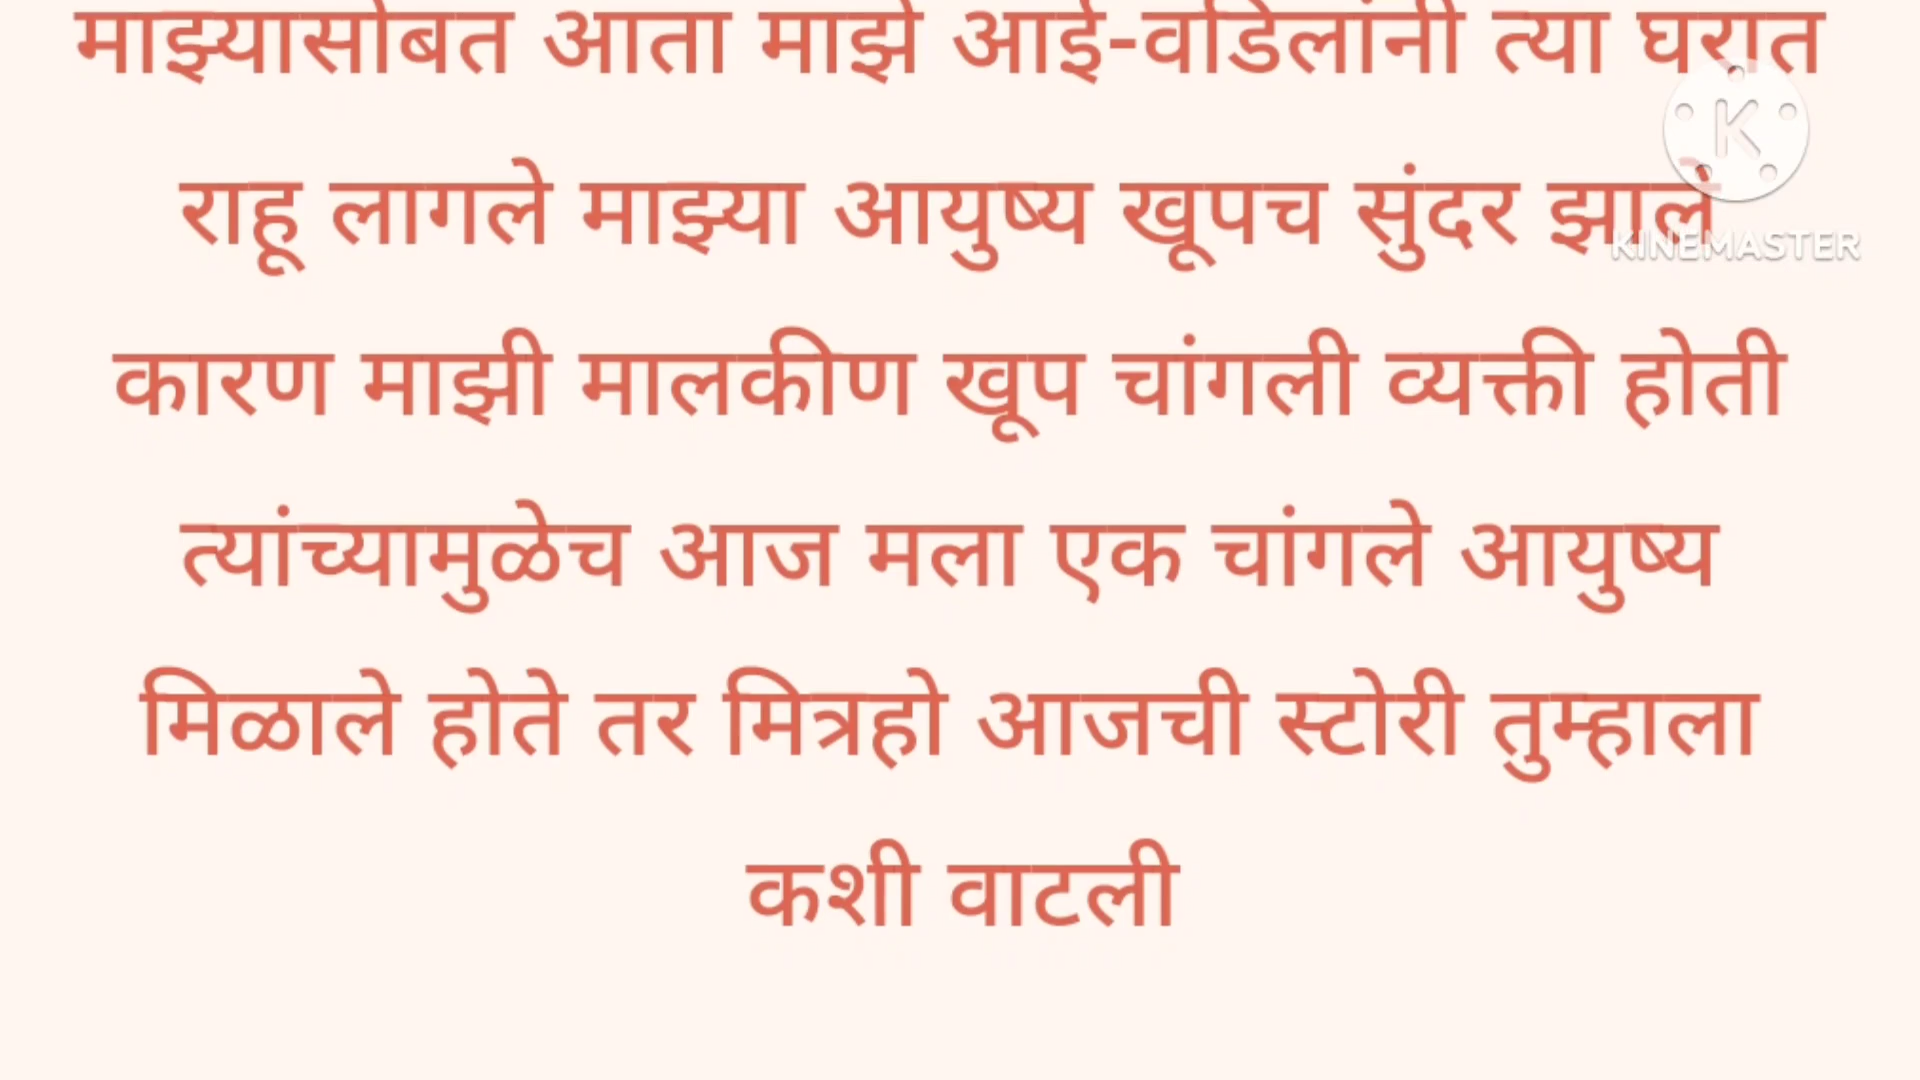 माझ्यासोबत आता माझे आई-वडिलांनी त्या घरात
राहू लागले माझ्या आयुष्य खूपच सुंदर झाले
कारण माझी मालकीण खूप चांगली व्यक्ती होती
त्यांच्यामुळेच आज मला एक चांगले आयुष्य
मिळाले होते तर मित्रहो आजची स्टोरी तुम्हाला
कशी वाटली
K
KINEMASTER